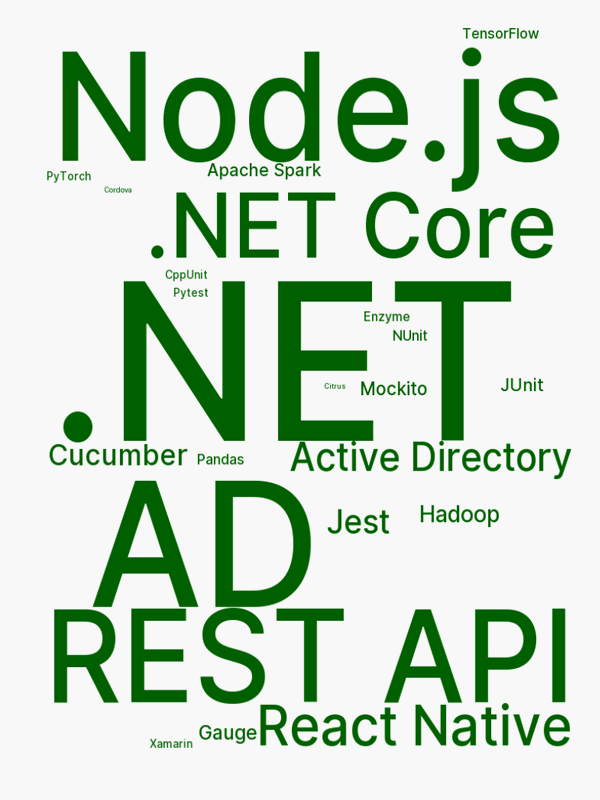 TensorFlow
Node.js
Apache Spark
PyTorch
Cordova
.NET Core
CppUnit
Pytest
.NET
Enzyme
NUnit
Citrus
Mockito
JUnit
Cucumber
Pandas
Active Directory
AD
Jest
Hadoop
REST API
React Native
Gauge
Xamarin